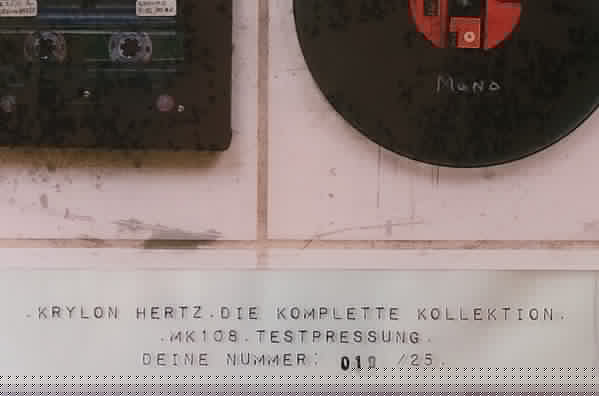 Mono
.KRYLON HERTZ.DIE KOMPLETTE KOLLEKTION.
.MK108.TESTPRESSUNG.
DEINE NUMMER: /25.